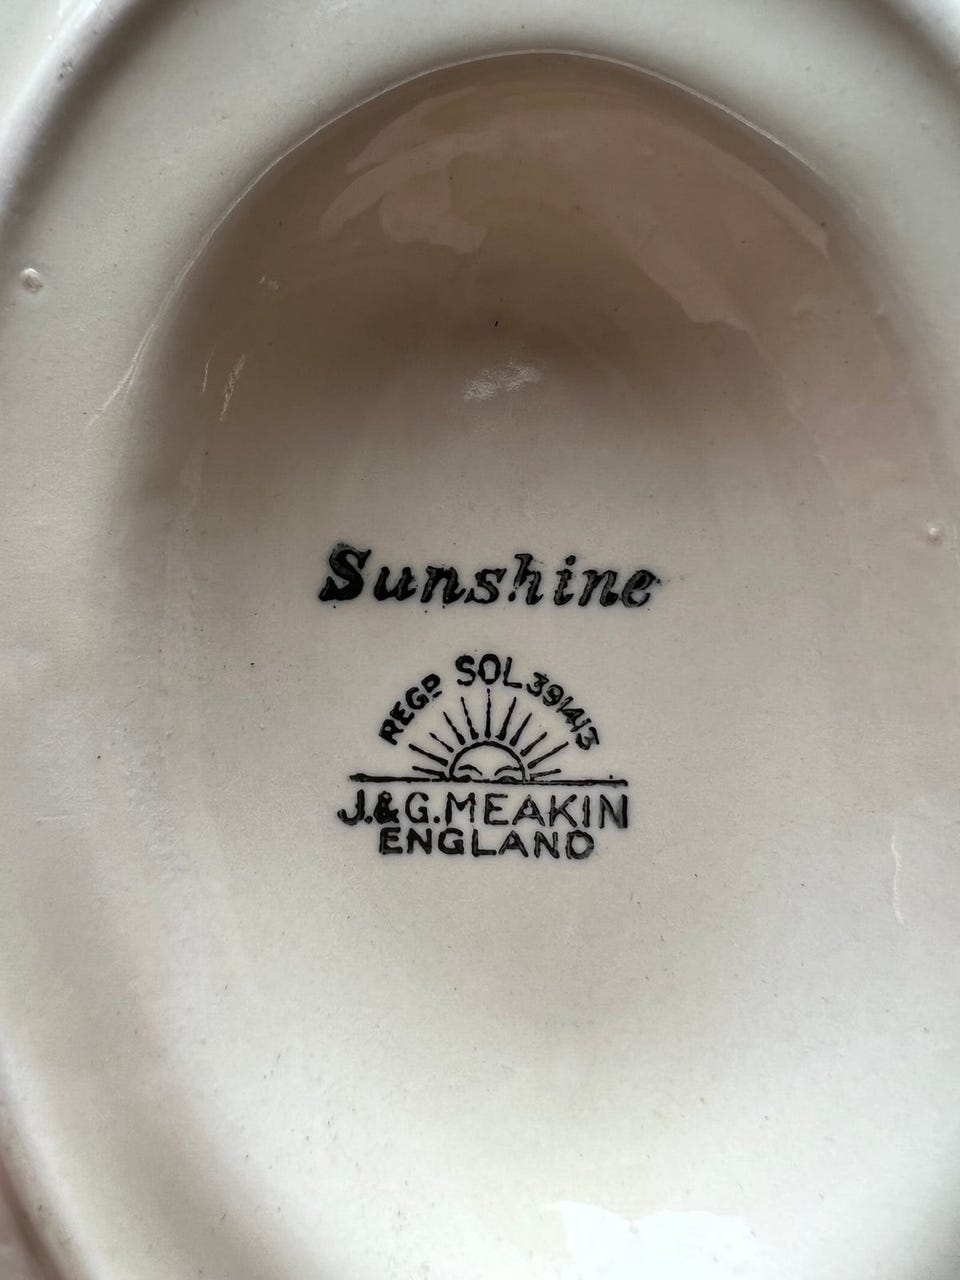 Sunshine
REGD SOL 391413
J.&G.MEAKIN
ENGLAND